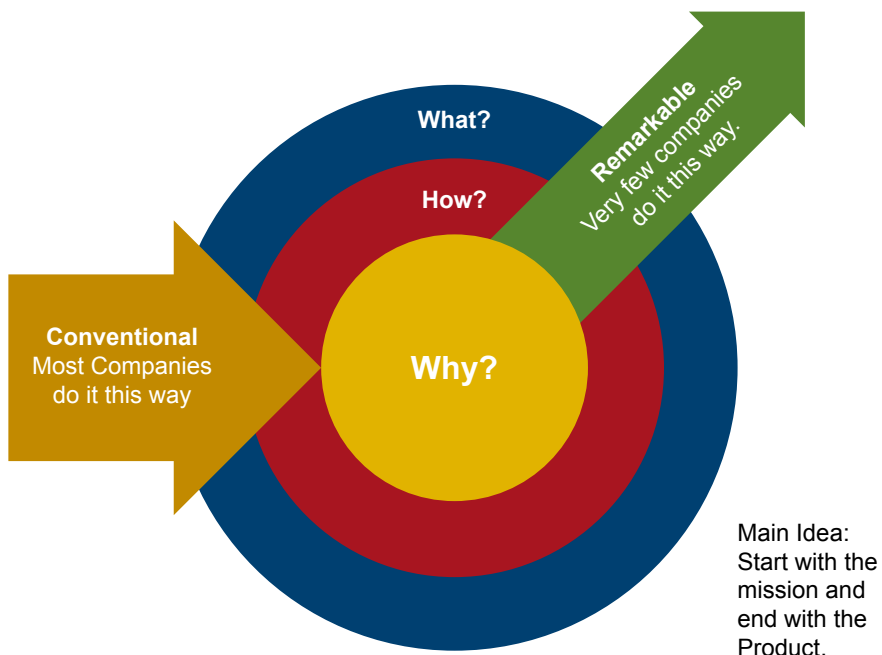 What?
How?
Why?
Conventional
Most Companies
do it this way
Remarkable
Very few companies
do it this way.
Main Idea:
Start with the
mission and
end with the
Product.